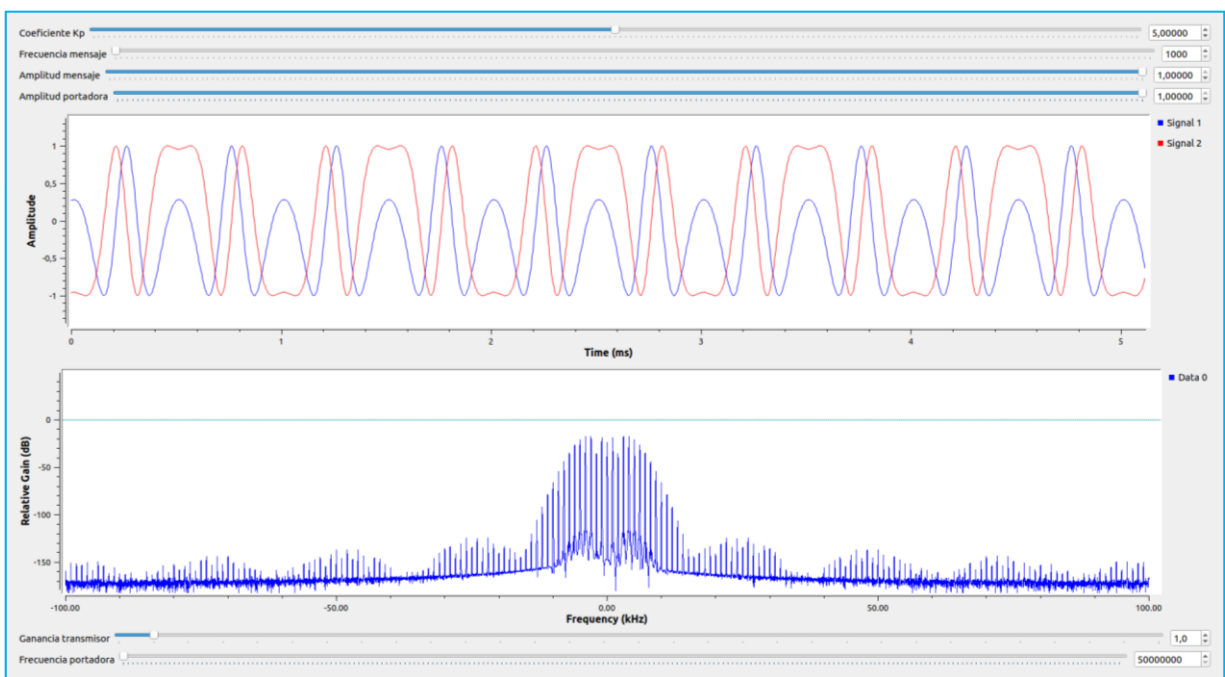 Coeficiente Kp 5,00000
Frecuencia mensaje 1000
Amplitud mensaje 1,00000
Amplitud portadora 1,00000
Signal 1
Signal 2
Amplitude
1
0,5
0
-0,5
-1
0 1 2 3 4 5
Time (ms)
Data 0
Relative Gain (dB)
0
-50
-100
-150
-100.00 -50.00 0.00 50.00 100.00
Frequency (kHz)
Ganancia transmisor 1,0
Frecuencia portadora 50000000